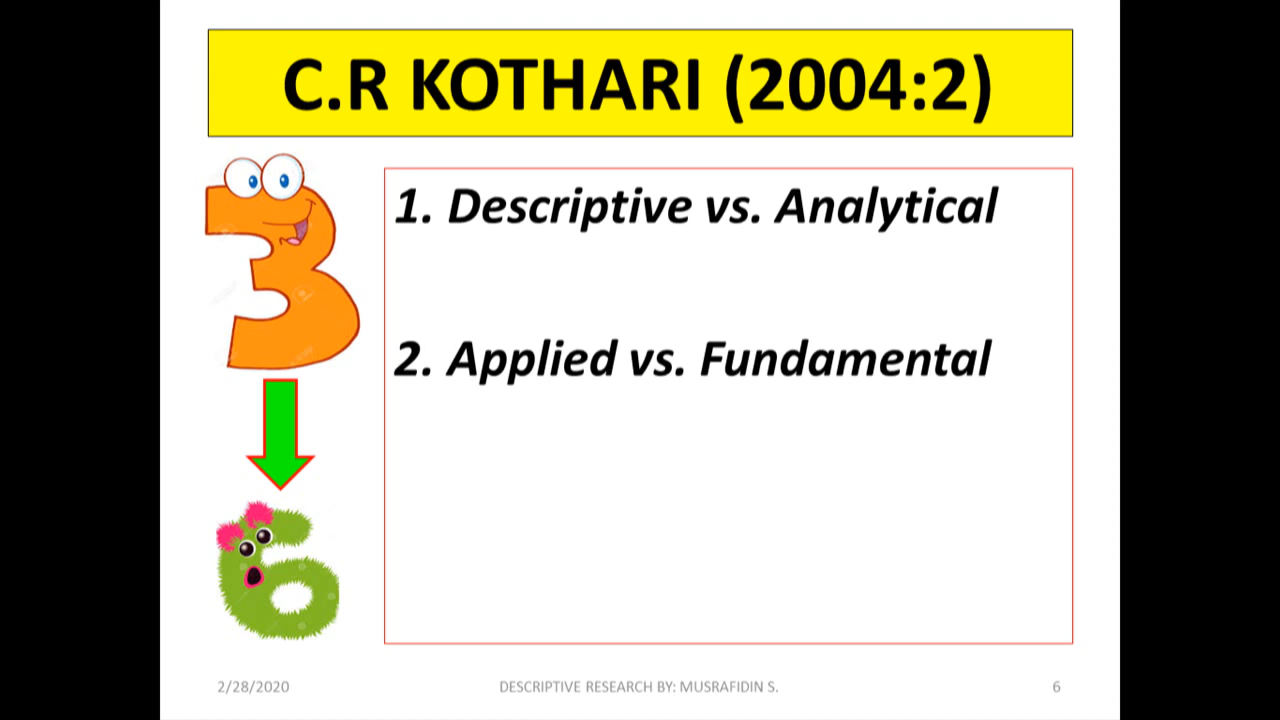 C.R KOTHARI (2004:2)
1. Descriptive vs. Analytical
2. Applied vs. Fundamental
2/28/2020
DESCRIPTIVE RESEARCH BY: MUSRAFIDIN S.
6